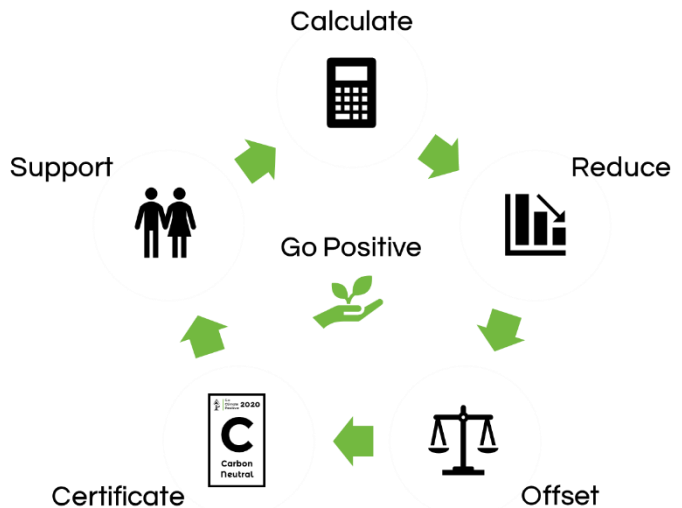 Calculate
Support
Reduce
Go Positive
2020
C
Carbon
Neutral
Certificate
Offset